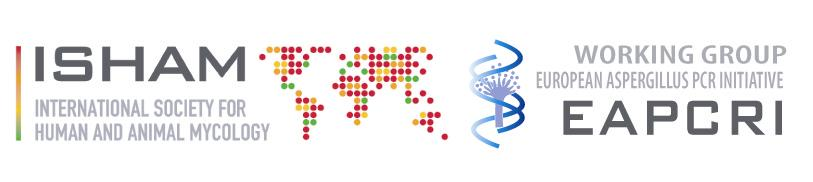 ISHAM
INTERNATIONAL SOCIETY FOR
HUMAN AND ANIMAL MYCOLOGY
WORKING GROUP
EUROPEAN ASPERGILLUS PCR INITIATIVE
EAPCRI